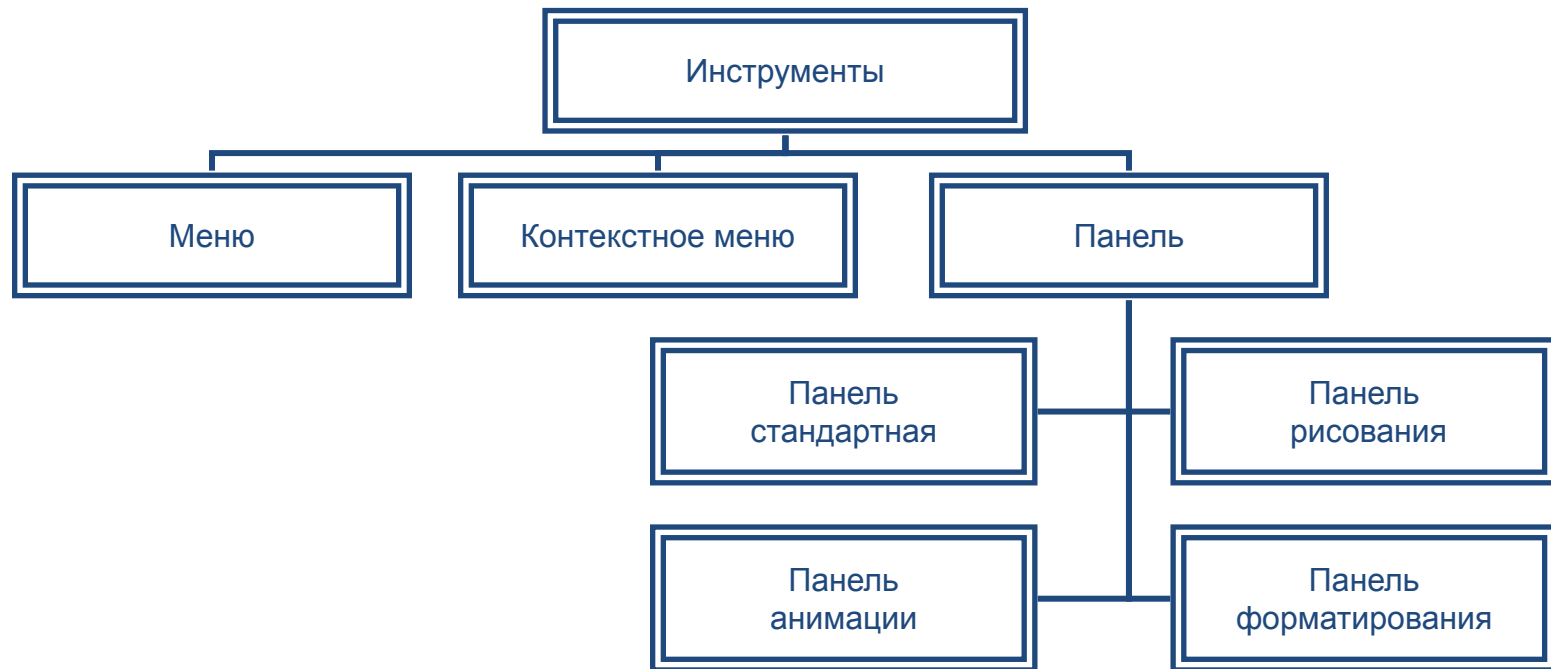 Инструменты
Меню
Контекстное меню
Панель
Панель
стандартная
Панель
рисования
Панель
анимации
Панель
форматирования